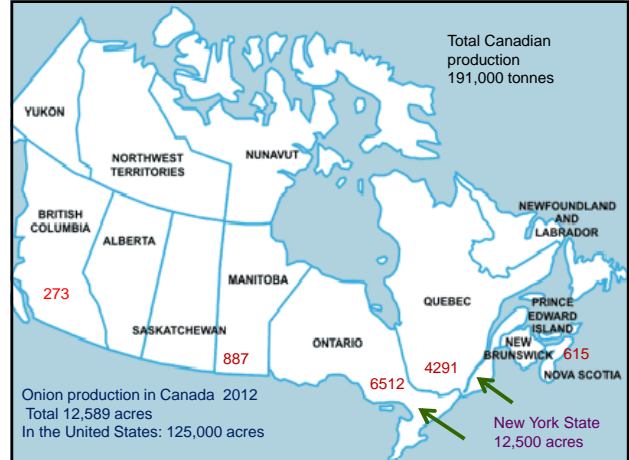 Total Canadian
production
191,000 tonnes
YUKON
NORTHWEST
TERRITORIES
NUNAVUT
BRITISH
COLUMBIA
ALBERTA
SASKATCHEWAN
MANITOBA
ONTARIO
QUEBEC
NEWFOUNDLAND
AND
LABRADOR
PRINCE
EDWARD
ISLAND
NEW
BRUNSWICK
NOVA SCOTIA
273
887
6512
4291
615
Onion production in Canada 2012
Total 12,589 acres
In the United States: 125,000 acres
New York State
12,500 acres